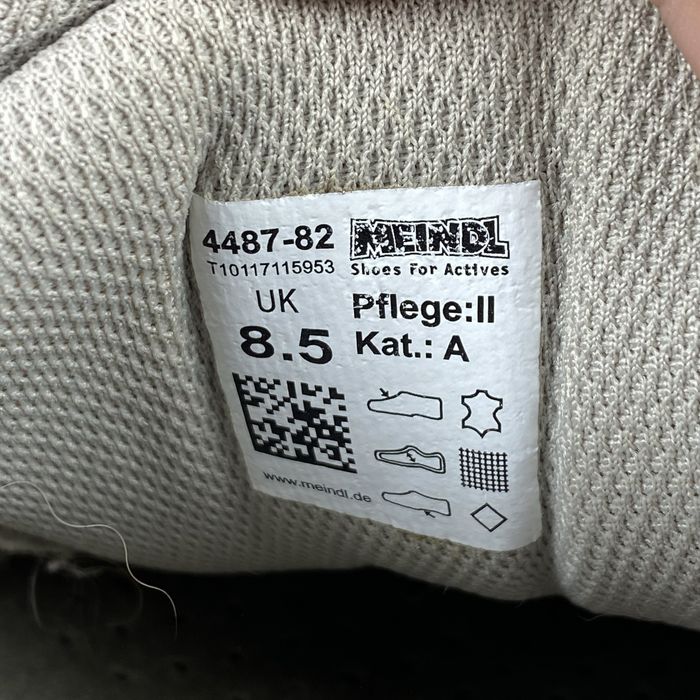 4487-82
T10117115953
UK
8.5
MEINDL
Shoes For Actives
Pflege:II
Kat.: A
www.meindl.de